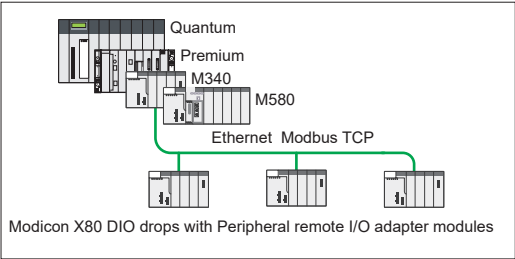 Quantum
Premium
M340
M580
Ethernet Modbus TCP
Modicon X80 DIO drops with Peripheral remote I/O adapter modules